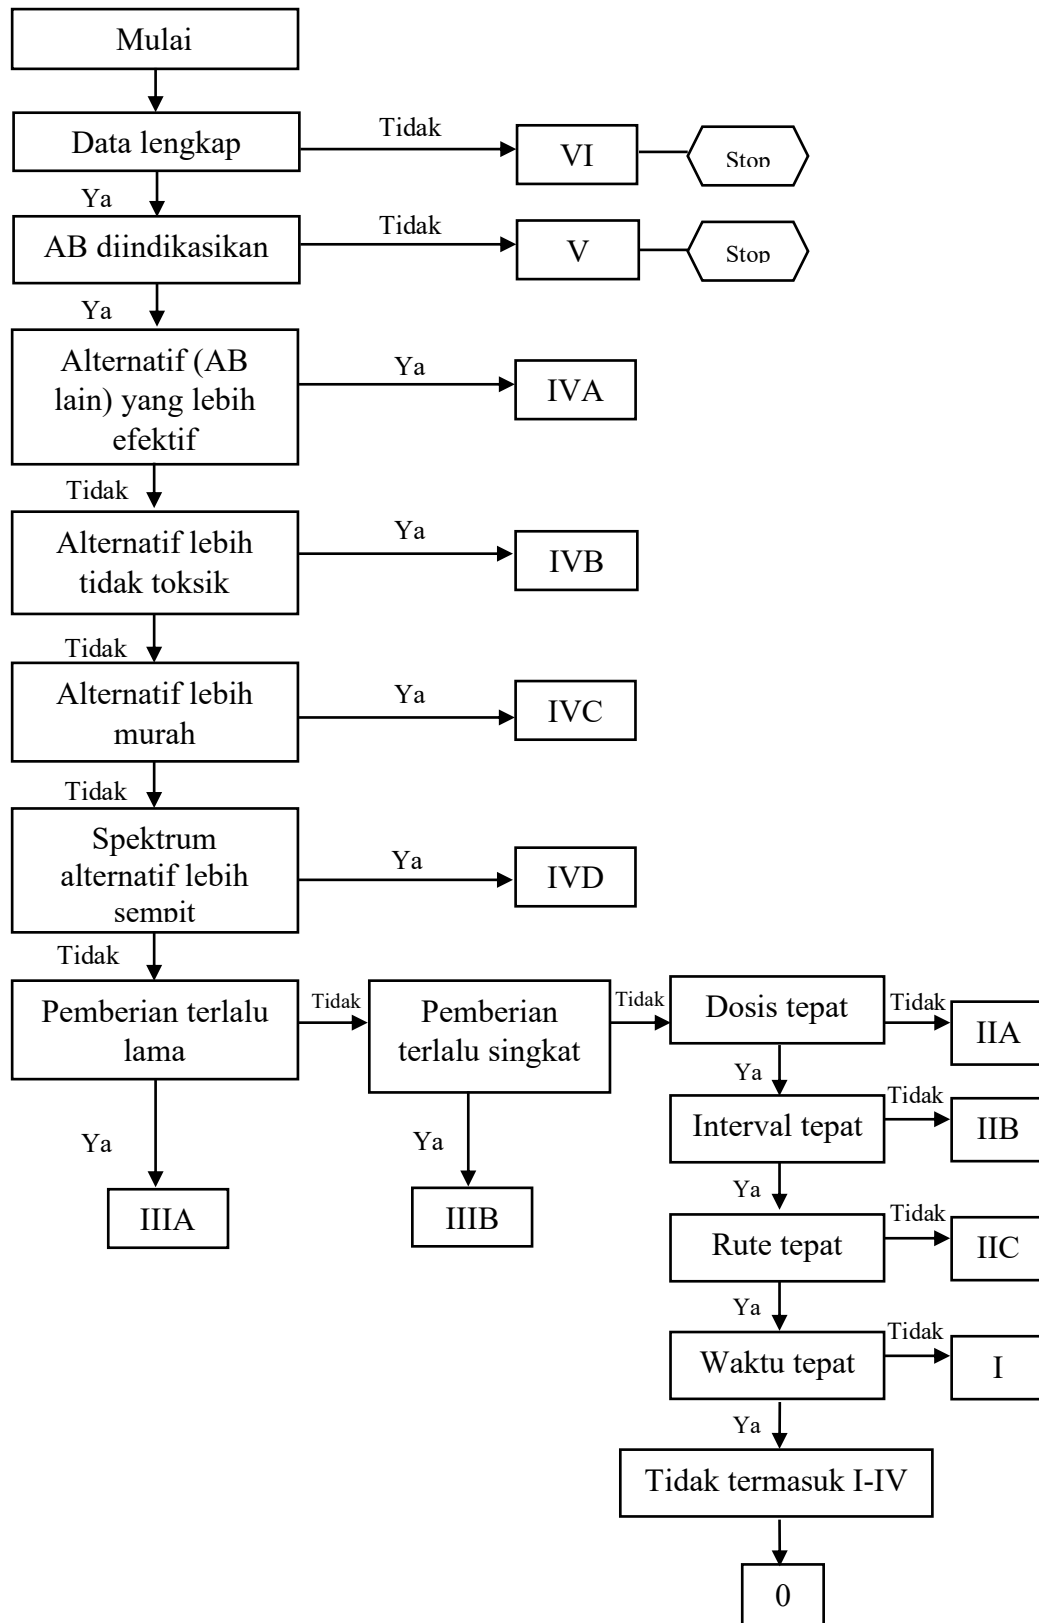 Mulai
Data lengkap
Tidak
VI
Stop
Ya
AB diindikasikan
Tidak
V
Stop
Ya
Alternatif (AB
lain) yang lebih
efektif
Ya
IVA
Tidak
Alternatif lebih
tidak toksik
Ya
IVB
Tidak
Alternatif lebih
murah
Ya
IVC
Tidak
Spektrum
alternatif lebih
sempit
Ya
IVD
Tidak
Pemberian terlalu
lama
Tidak
Pemberian
terlalu singkat
Tidak
Dosis tepat
Tidak
IIA
Ya
IIIA
Ya
IIIB
Ya
Interval tepat
Tidak
IIB
Ya
Rute tepat
Tidak
IIC
Ya
Waktu tepat
Tidak
I
Ya
Tidak termasuk I-IV
0